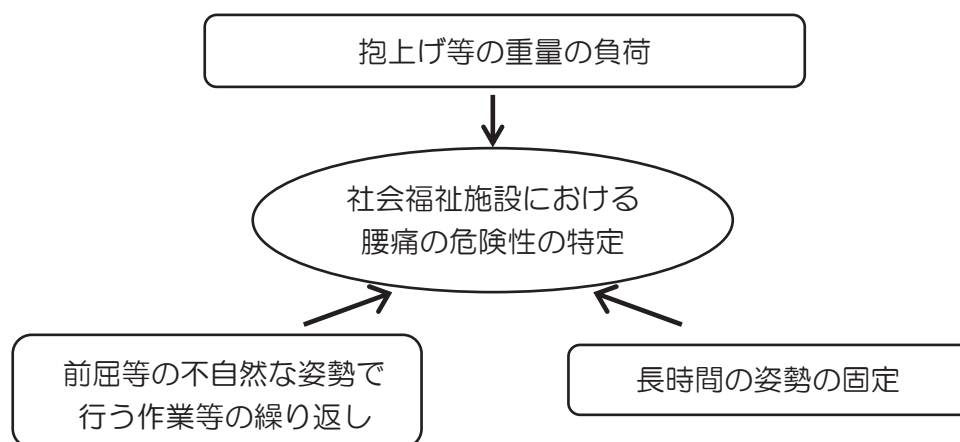 抱上げ等の重量の負荷
社会福祉施設における
腰痛の危険性の特定
前屈等の不自然な姿勢で
行う作業等の繰り返し
長時間の姿勢の固定